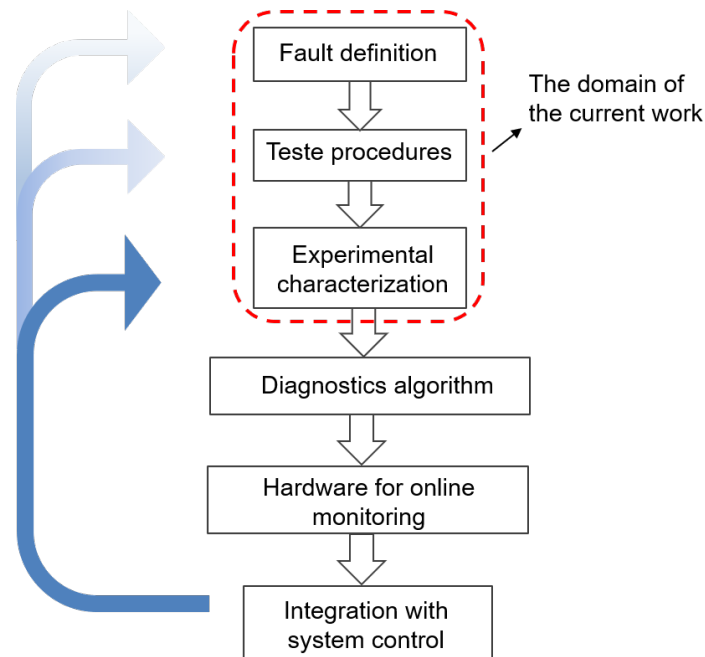 Fault definition
The domain of
the current work
Teste procedures
Experimental
characterization
Diagnostics algorithm
Hardware for online
monitoring
Integration with
system control